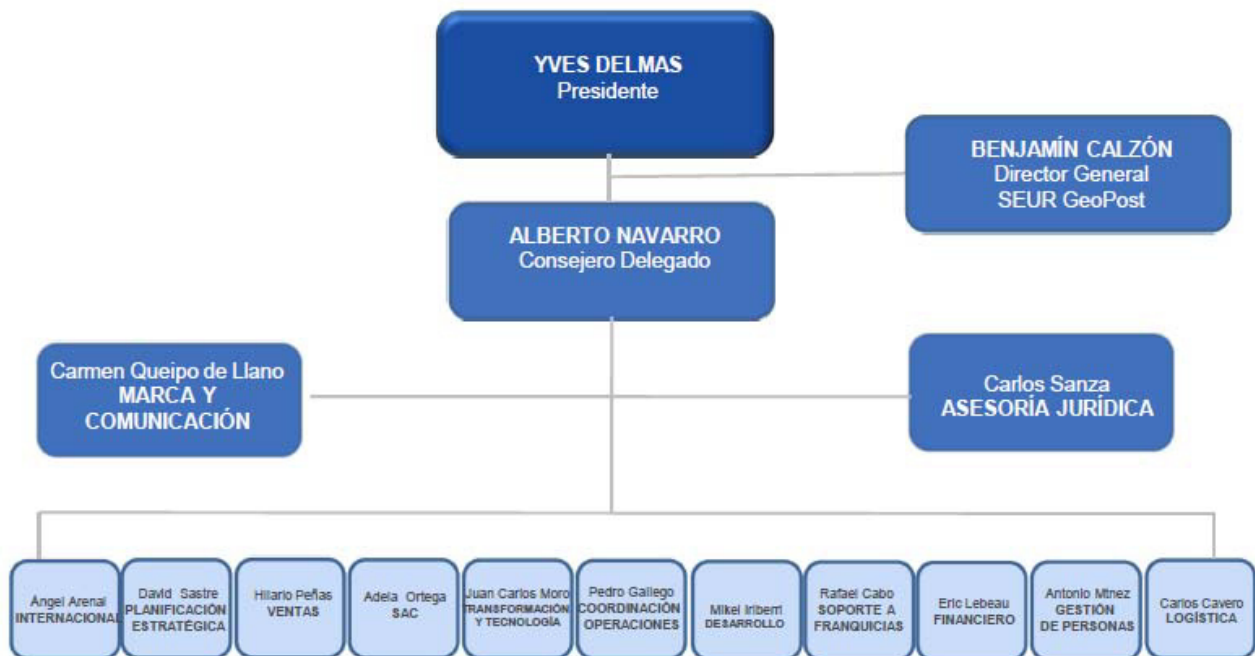 YVES DELMAS
Presidente
BENJAMÍN CALZÓN
Director General
SEUR GeoPost
ALBERTO NAVARRO
Consejero Delegado
Carmen Queipo de Llano
MARCA Y
COMUNICACIÓN
Carlos Sanza
ASESORÍA JURÍDICA
Ángel Arenal
INTERNACIONAL
David Sastre
PLANIFICACIÓN
ESTRATÉGICA
Hilario Peñas
VENTAS
Adela Ortega
SAC
Juan Carlos Moro
TRANSFORMACIÓN
Y TECNOLOGÍA
Pedro Gallego
COORDINACIÓN
OPERACIONES
Mikel Iriberri
DESARROLLO
Rafael Cabo
SOPORTE A
FRANQUICIAS
Eric Lebeau
FINANCIERO
Antonio Mtnez
GESTIÓN
DE PERSONAS
Carlos Cavero
LOGÍSTICA